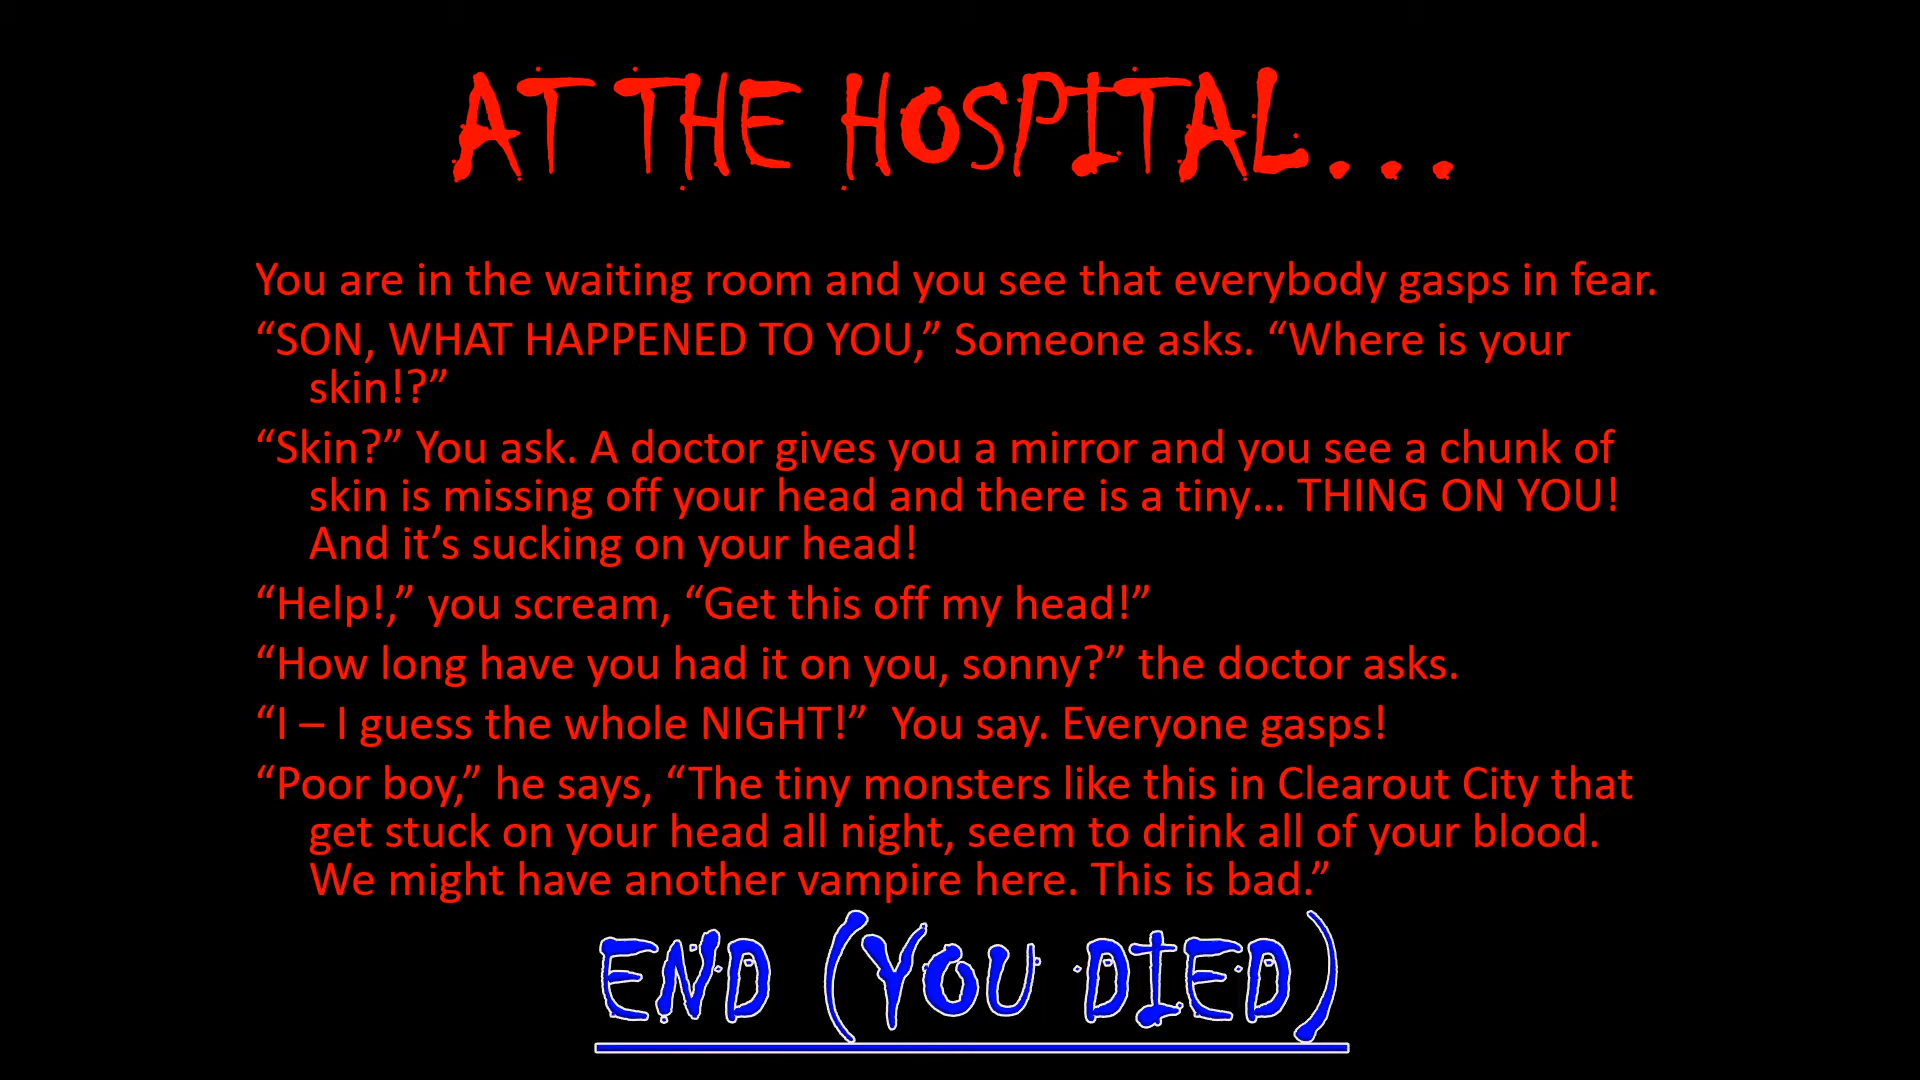 AT THE HOSPITAL...
You are in the waiting room and you see that everybody gasps in fear.
“SON, WHAT HAPPENED TO YOU,” Someone asks. “Where is your
skin!?”
“Skin?” You ask. A doctor gives you a mirror and you see a chunk of
skin is missing off your head and there is a tiny… THING ON YOU!
And it’s sucking on your head!
“Help!,” you scream, “Get this off my head!”
“How long have you had it on you, sonny?” the doctor asks.
“I – I guess the whole NIGHT!”  You say. Everyone gasps!
“Poor boy,” he says, “The tiny monsters like this in Clearout City that
get stuck on your head all night, seem to drink all of your blood.
We might have another vampire here. This is bad.”
END (YOU DIED)